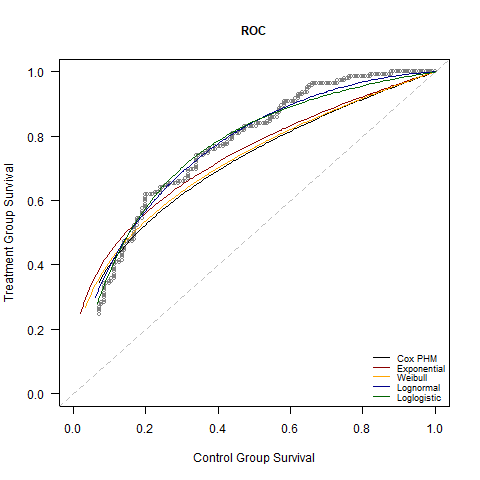 ROC
Treatment Group Survival
1.0
0.8
0.6
0.4
0.2
0.0
0.0 0.2 0.4 0.6 0.8 1.0
Control Group Survival
Cox PHM
Exponential
Weibull
Lognormal
Loglogistic